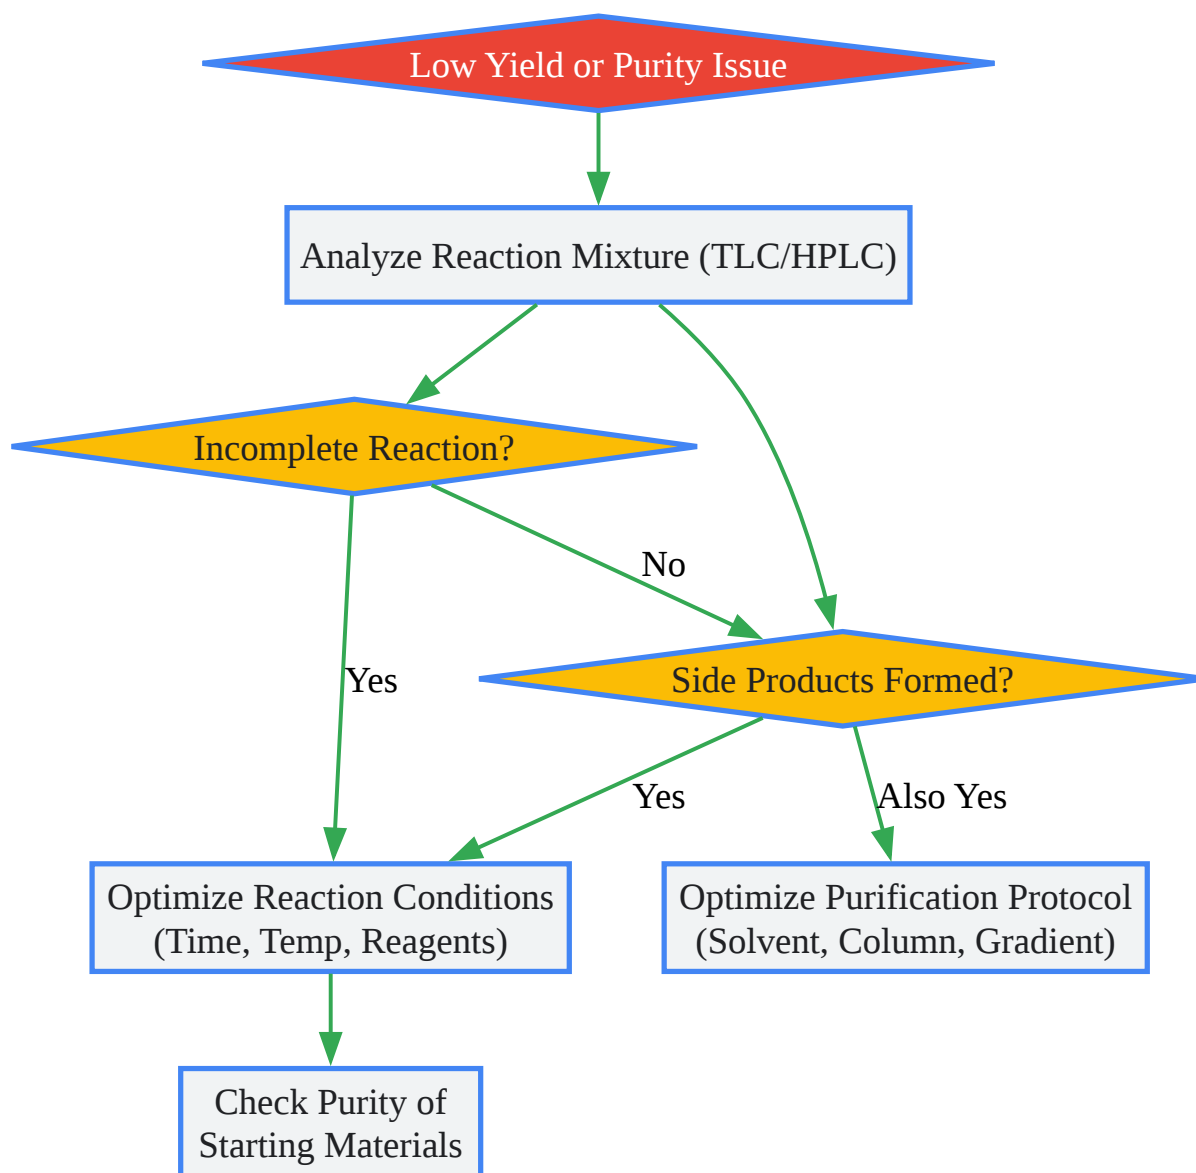 Low Yield or Purity Issue
Analyze Reaction Mixture (TLC/HPLC)
Incomplete Reaction?
No
Side Products Formed?
Yes
Yes
Also Yes
Optimize Reaction Conditions
(Time, Temp, Reagents)
Optimize Purification Protocol
(Solvent, Column, Gradient)
Check Purity of
Starting Materials